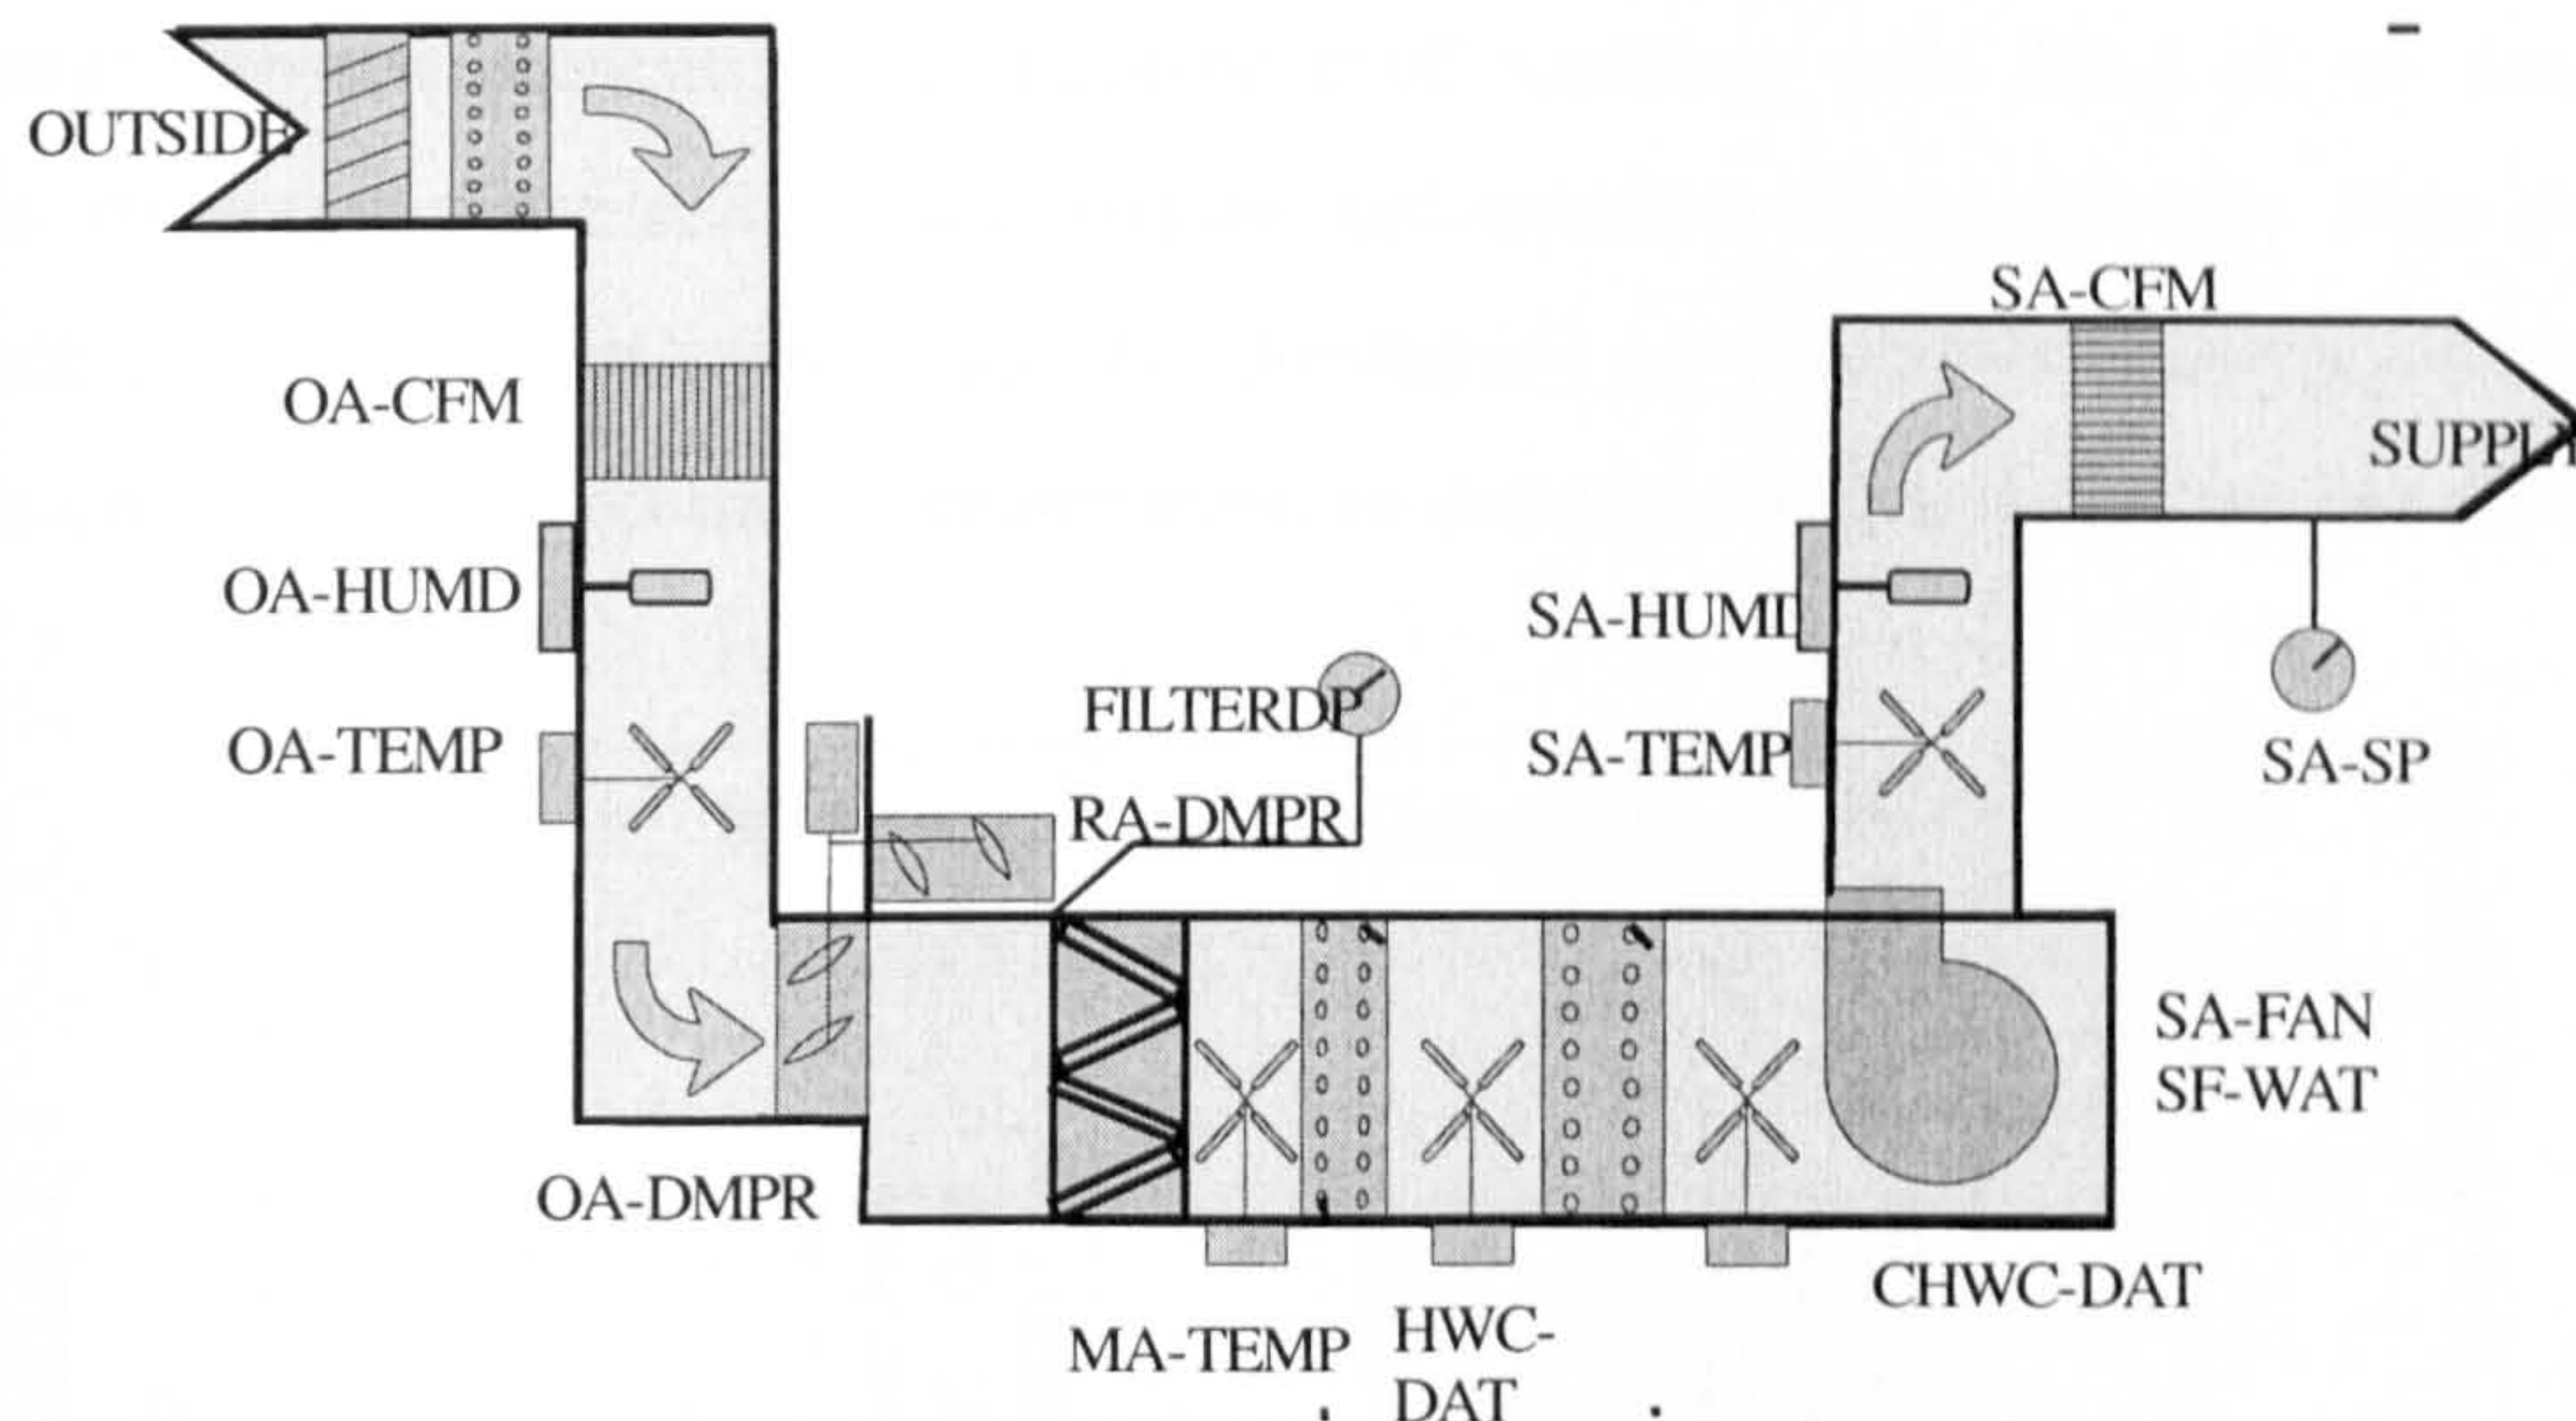 OUTSIDE
SA-CFM
OA-CFM
SUPPLY
OA-HUMD
SA-HUMD
FILTERDP
OA-TEMP
SA-TEMP
SA-SP
RA-DMPR
SA-FAN
SF-WAT
OA-DMPR
CHWC-DAT
MA-TEMP
HWC-
DAT